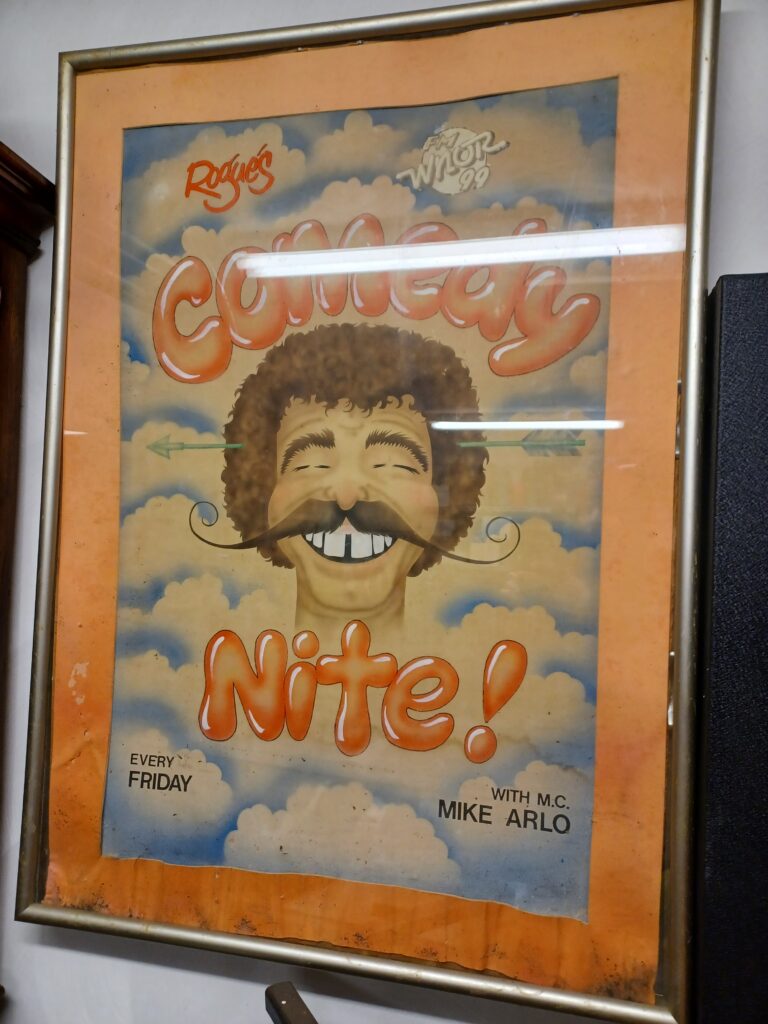 Rogue's
FM
WNOR
99
Comedy
Nite!
EVERY
FRIDAY
WITH M.C.
MIKE ARLO